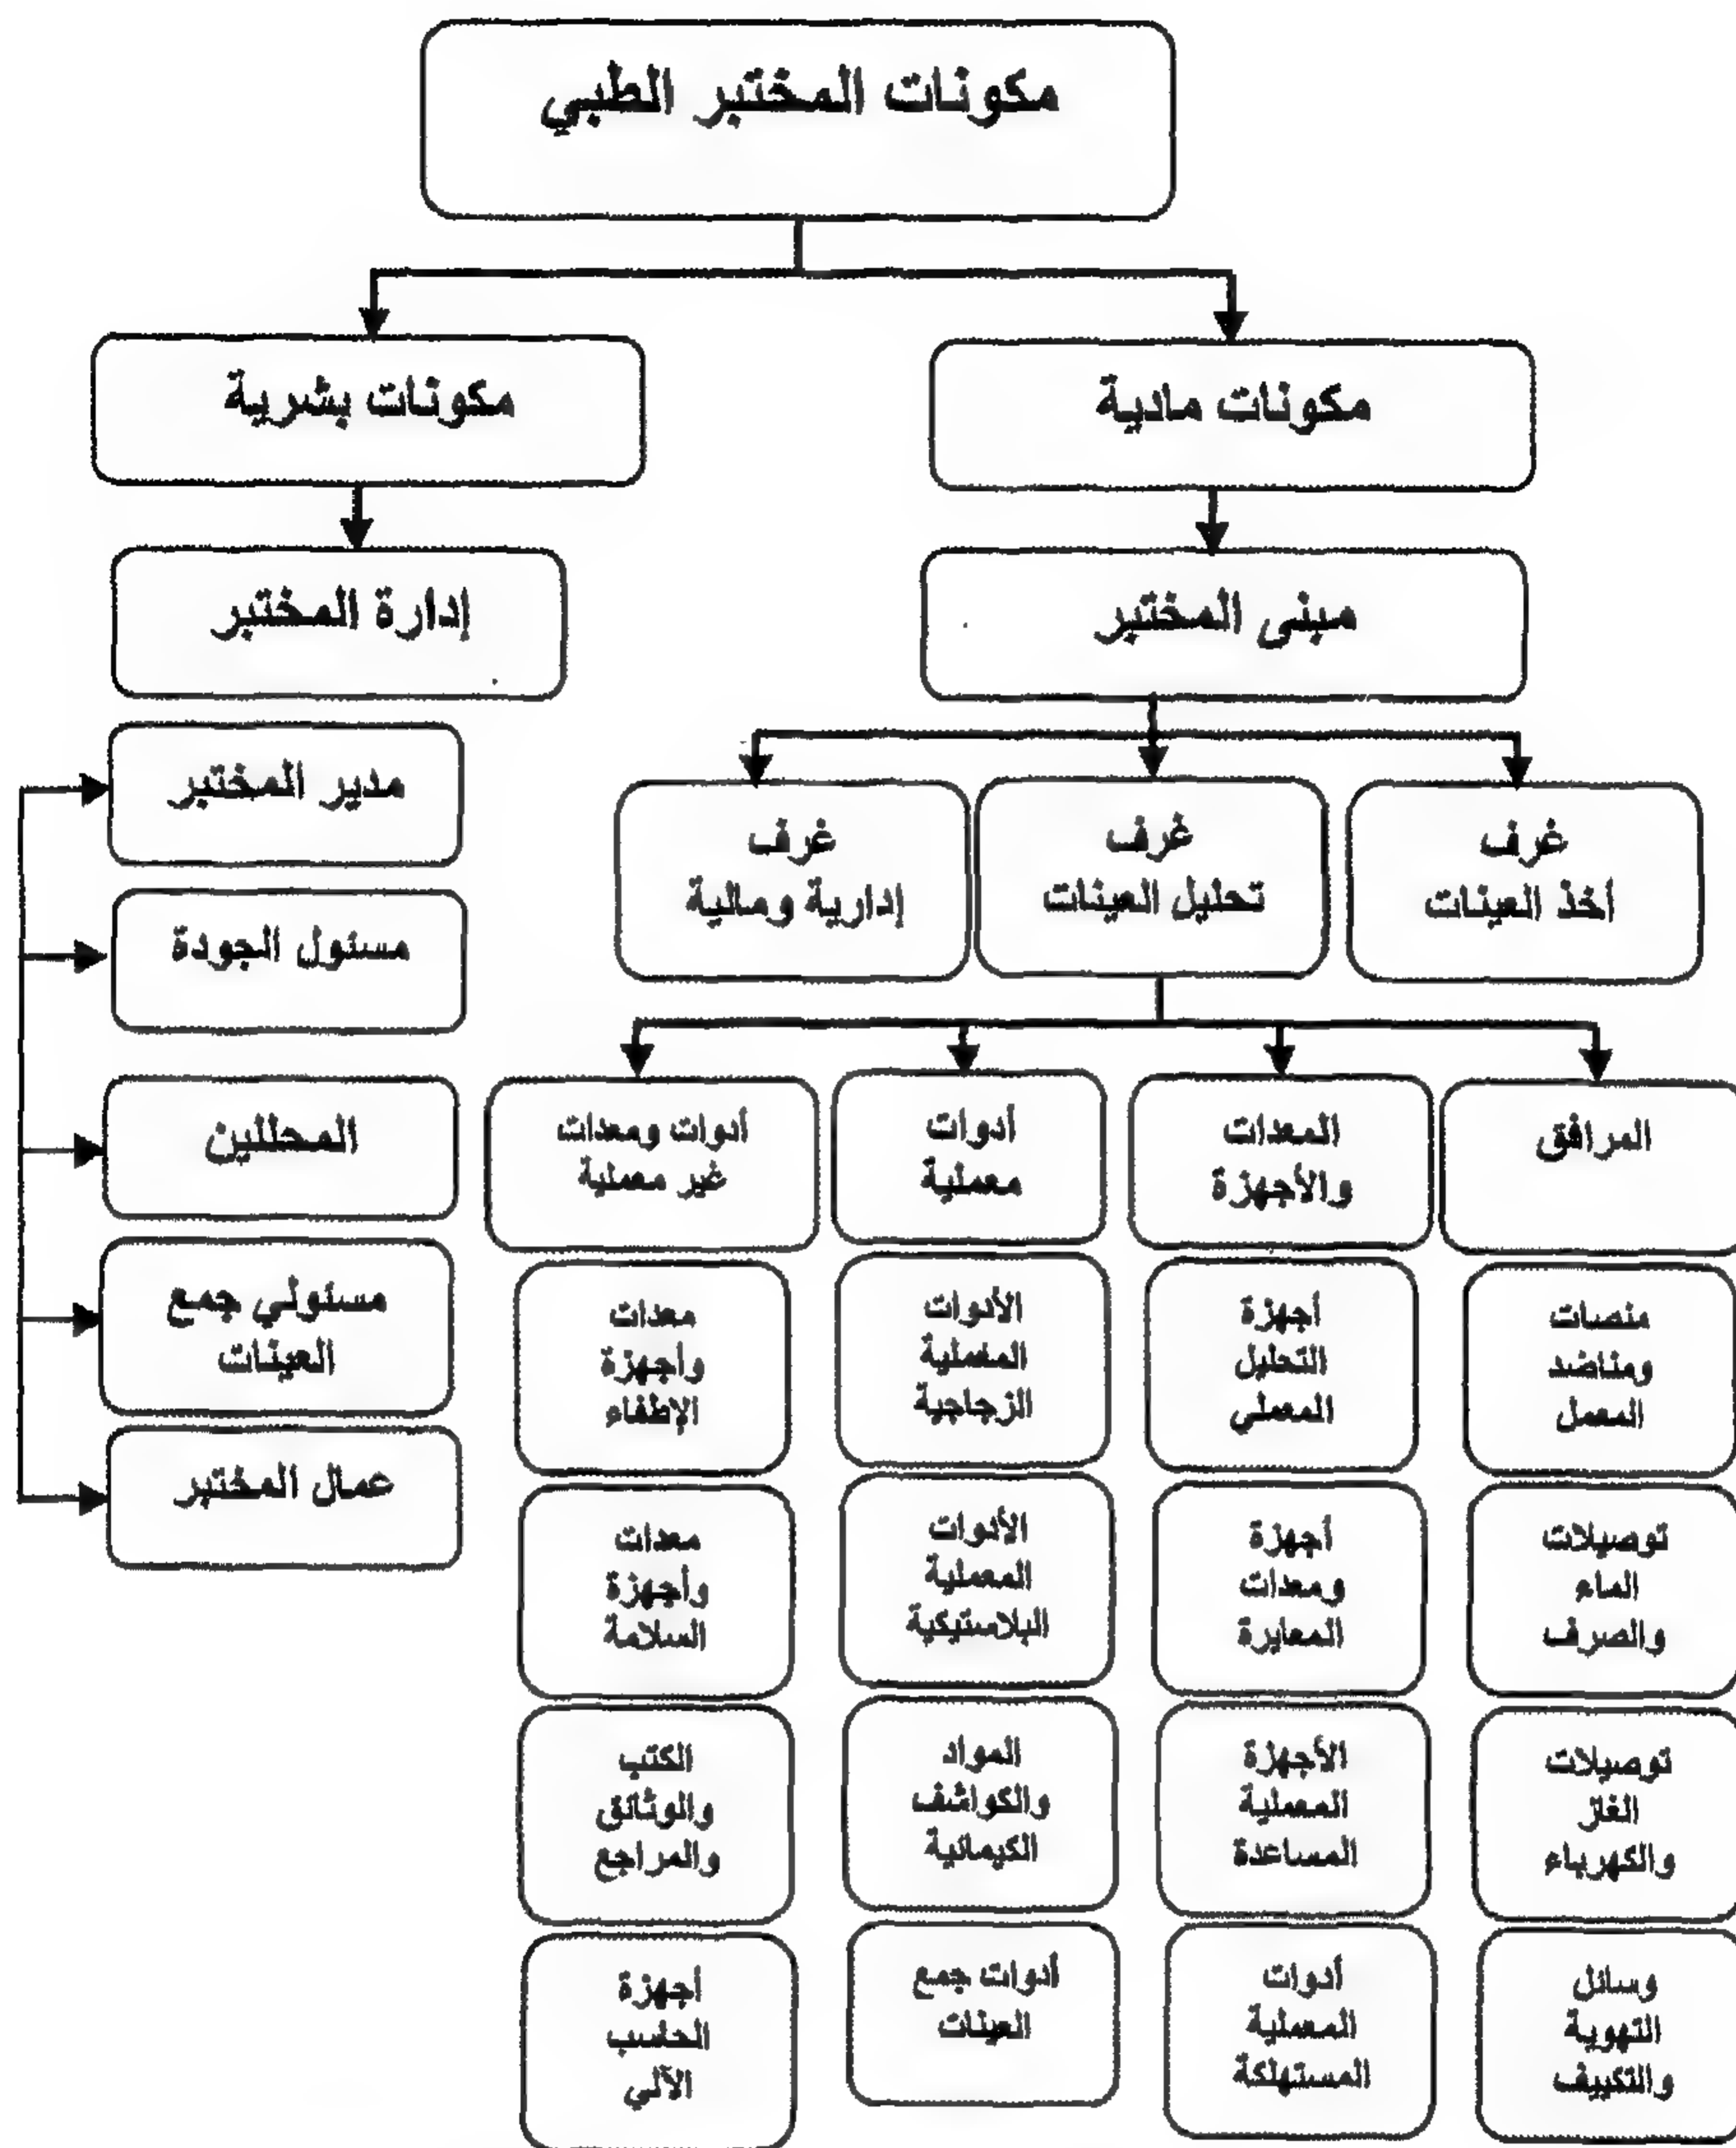 مكونات المختبر الطبي
مكونات مادية
مكونات بشرية
مبنى المختبر
إدارة المختبر
غرف
أخذ العينات
غرف
تحليل العينات
غرف
إدارية ومالية
المرافق
المعدات
والأجهزة
أدوات
معملية
أدوات ومعدات
غير معملية
منصات
ومناضد
المعمل
توصيلات
الماء
والصرف
توصيلات
الغاز
والكهرباء
وسائل
التهوية
والتكييف
أجهزة
التحليل
المعملي
أجهزة
ومعدات
المعايرة
الأجهزة
المعملية
المساعدة
أدوات
المعملية
المستهلكة
الأدوات
المعملية
الزجاجية
الأدوات
المعملية
البلاستيكية
المواد
والكواشف
الكيمائية
أدوات جمع
العينات
معدات
وأجهزة
الإطفاء
معدات
وأجهزة
السلامة
الكتب
والوثائق
والمراجع
أجهزة
الحاسب
الآلي
مدير المختبر
مسئول الجودة
المحللين
مسئولي جمع
العينات
عمال المختبر